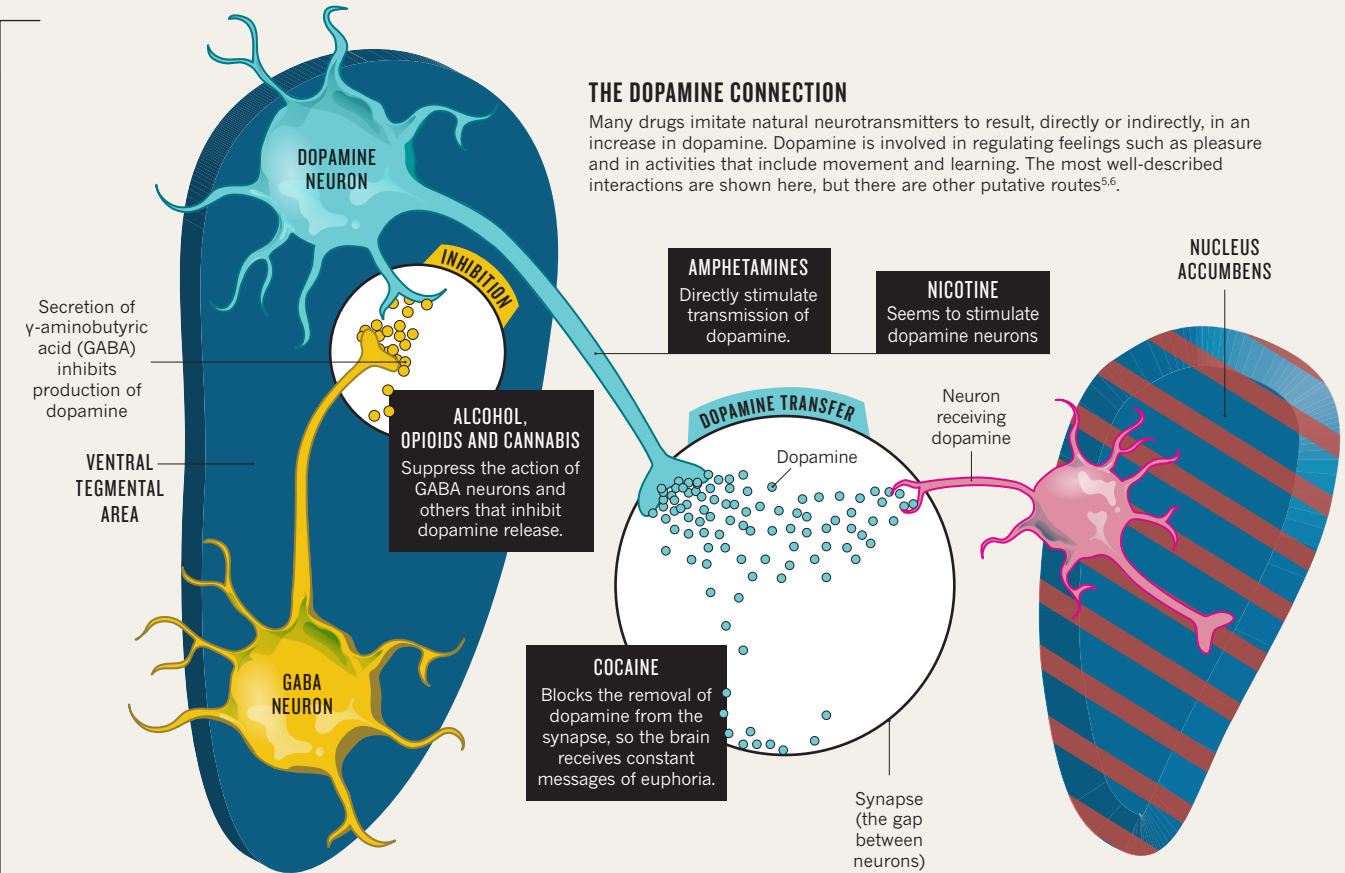 THE DOPAMINE CONNECTION
Many drugs imitate natural neurotransmitters to result, directly or indirectly, in an
increase in dopamine. Dopamine is involved in regulating feelings such as pleasure
and in activities that include movement and learning. The most well-described
interactions are shown here, but there are other putative routes5,6.
DOPAMINE
NEURON
INHIBITION
Secretion of
γ-aminobutyric
acid (GABA)
inhibits
production of
dopamine
VENTRAL
TEGMENTAL
AREA
ALCOHOL,
OPIOIDS AND CANNABIS
Suppress the action of
GABA neurons and
others that inhibit
dopamine release.
GABA
NEURON
AMPHETAMINES
Directly stimulate
transmission of
dopamine.
NICOTINE
Seems to stimulate
dopamine neurons
DOPAMINE TRANSFER
Dopamine
Neuron
receiving
dopamine
NUCLEUS
ACCUMBENS
COCAINE
Blocks the removal of
dopamine from the
synapse, so the brain
receives constant
messages of euphoria.
Synapse
(the gap
between
neurons)